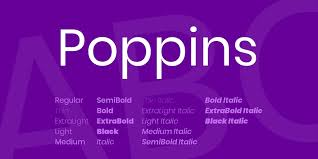 ABC
Poppins
Regular SemiBold Thin Italic Bold Italic
Thin Bold ExtraLight Italic ExtraBold Italic
ExtraLight ExtraBold Light Italic Black Italic
Light Black Medium Italic
Medium Italic SemiBold Italic